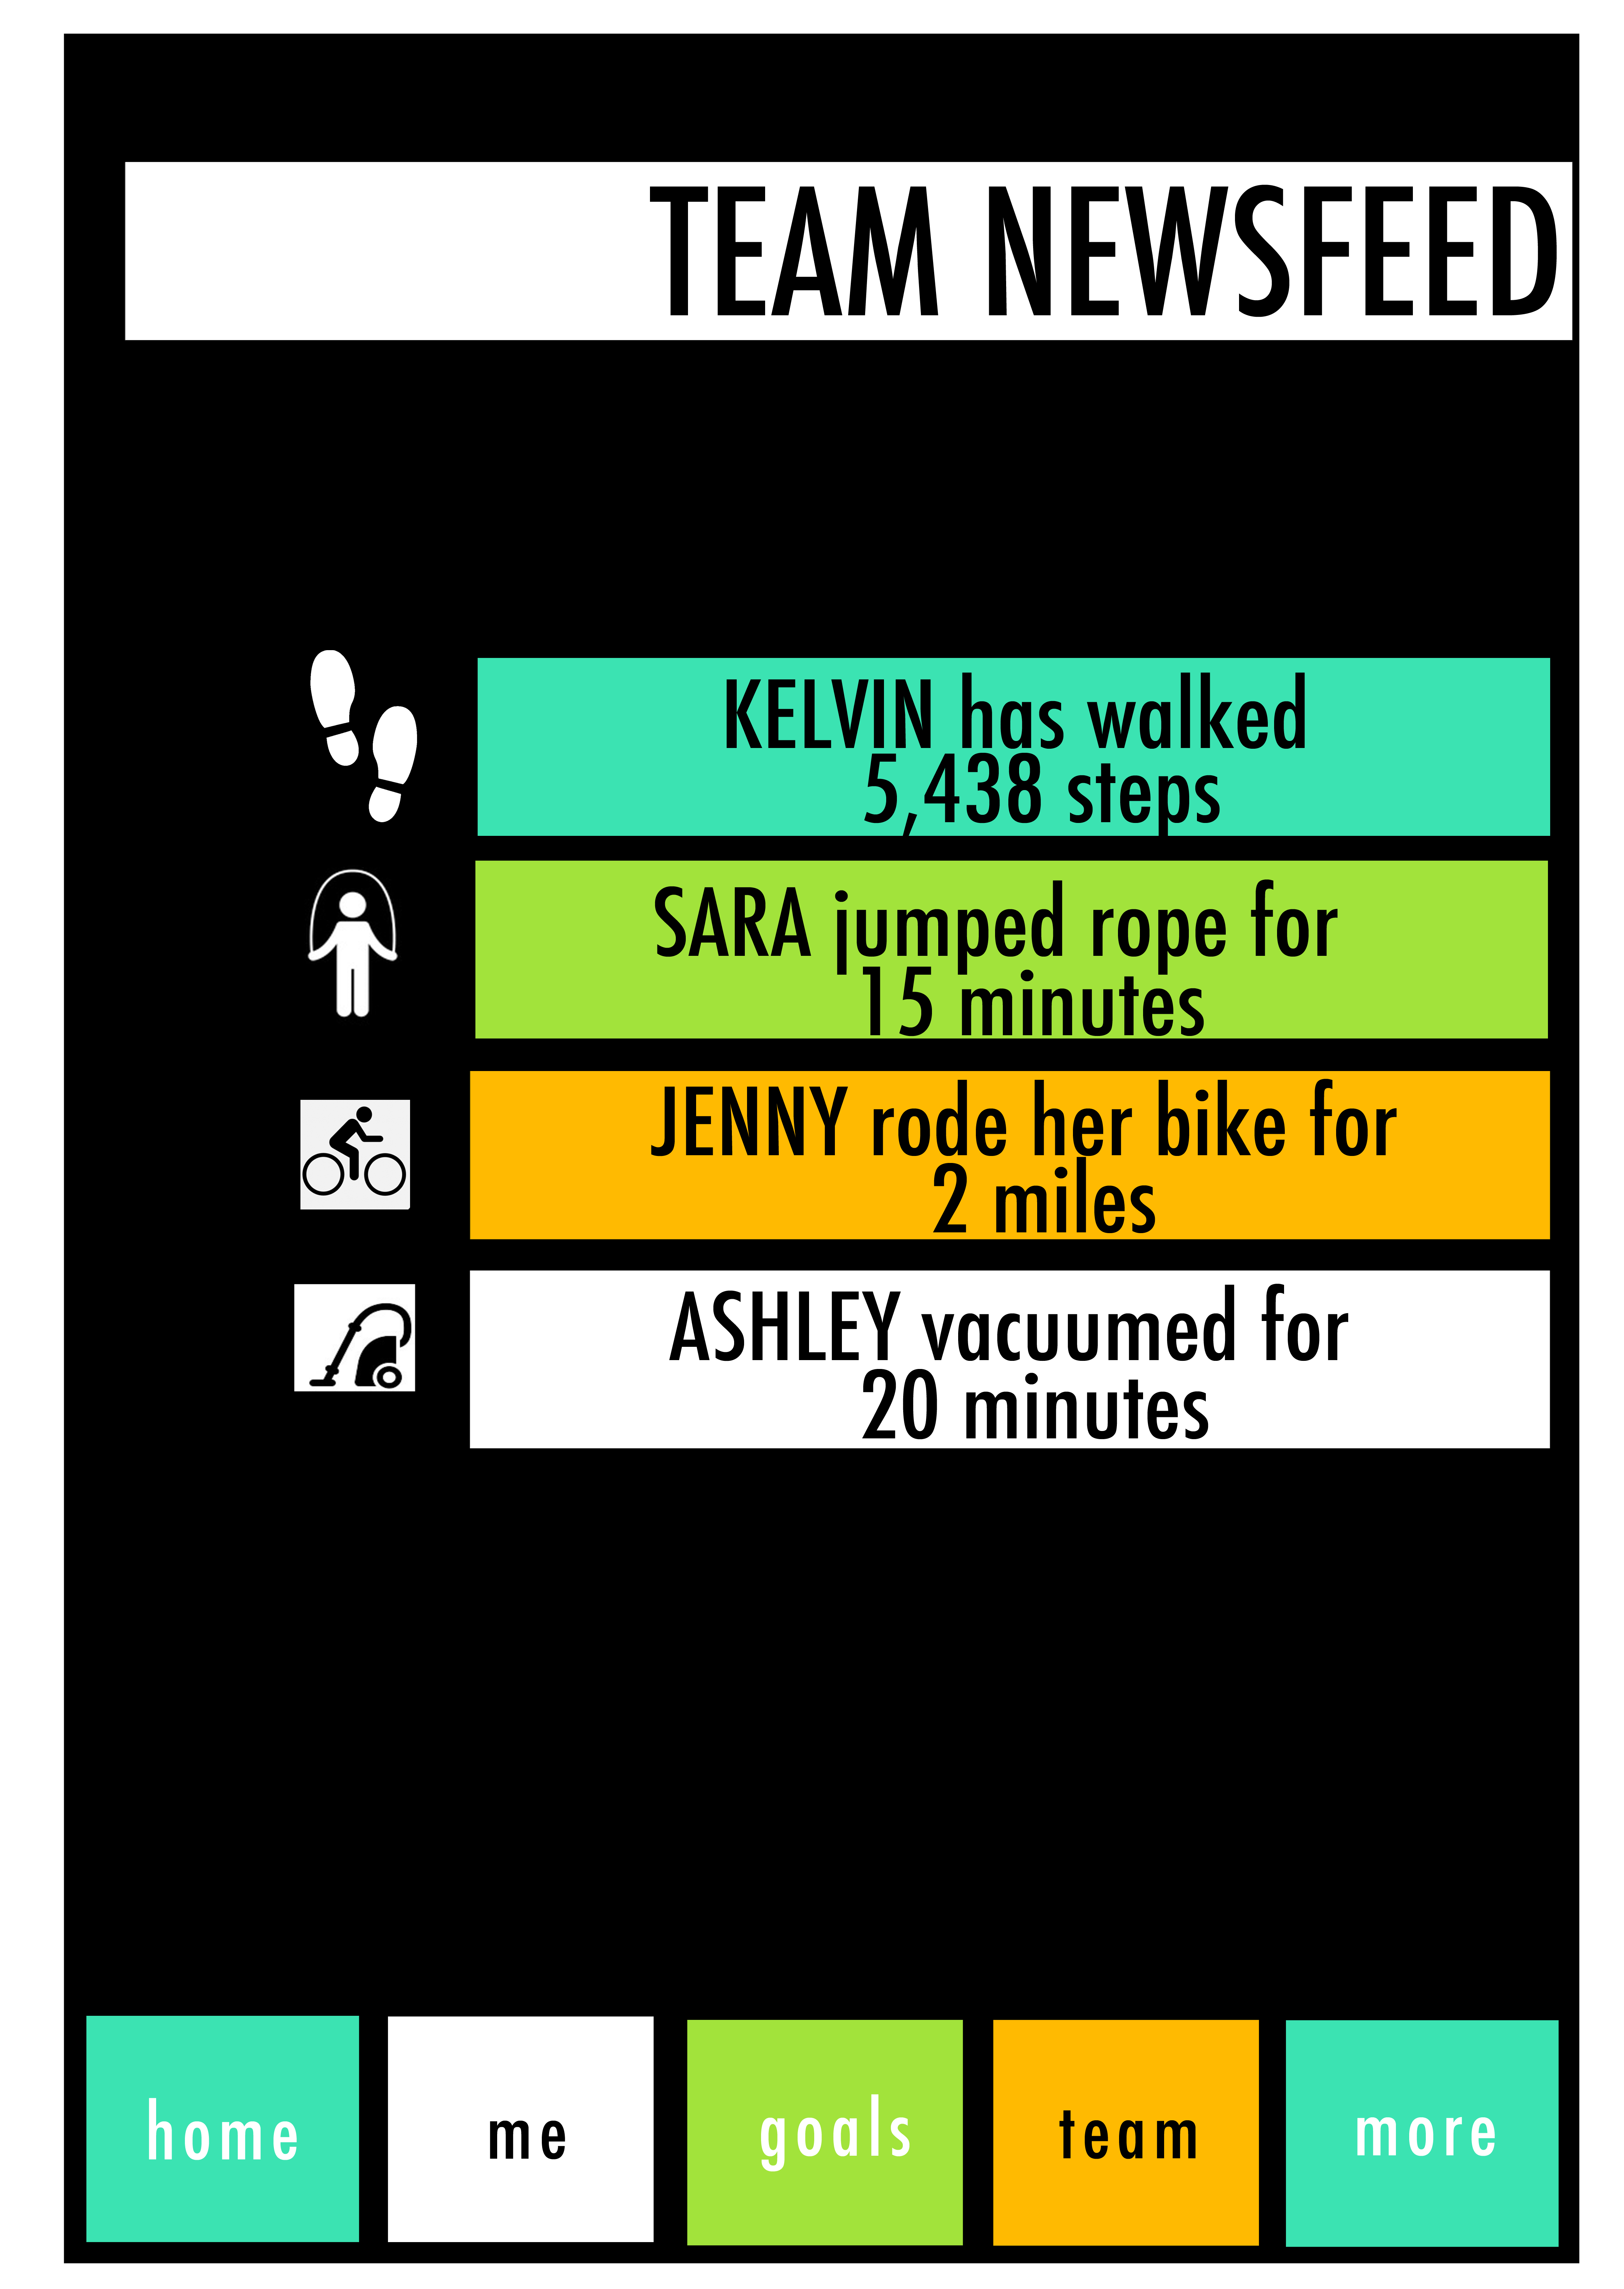 TEAM NEWSFEED
KELVIN has walked
5,438 steps
SARA jumped rope for
15 minutes
JENNY rode her bike for
2 miles
ASHLEY vacuumed for
20 minutes
home
me
goals
team
more